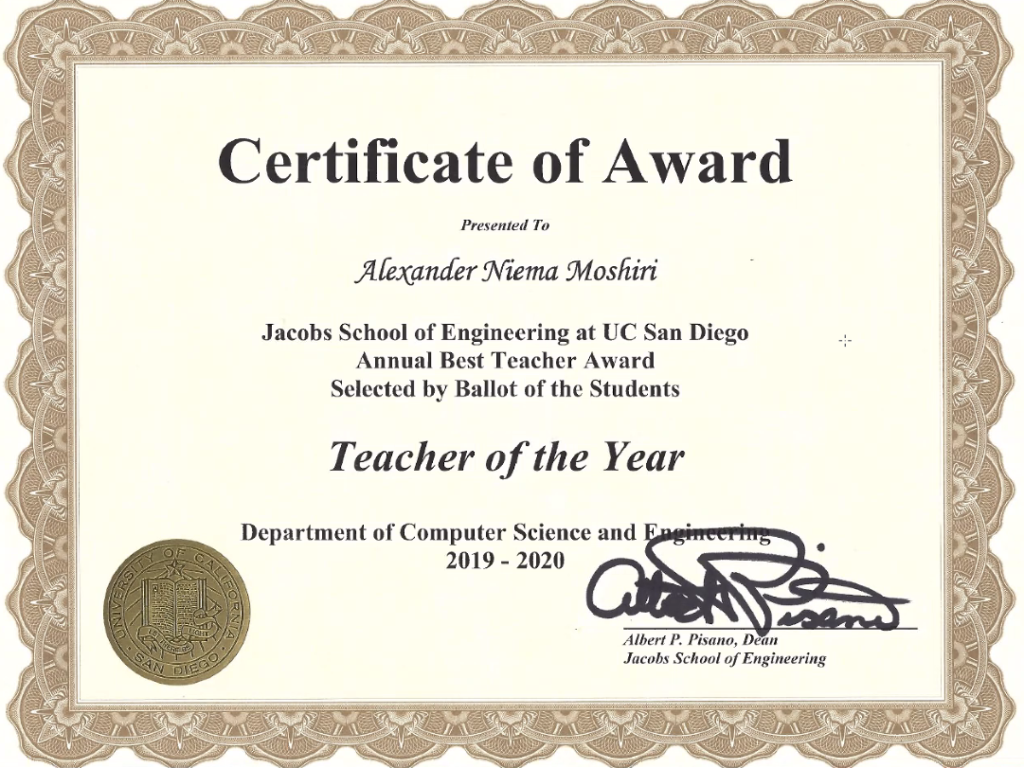 Certificate of Award
Presented To
Alexander Niema Moshiri
Jacobs School of Engineering at UC San Diego
Annual Best Teacher Award
Selected by Ballot of the Students
Teacher of the Year
Department of Computer Science and Engineering
2019 - 2020
UNIVERSITY OF CALIFORNIA
SAN DIEGO
Albert P. Pisano
Albert P. Pisano, Dean
Jacobs School of Engineering